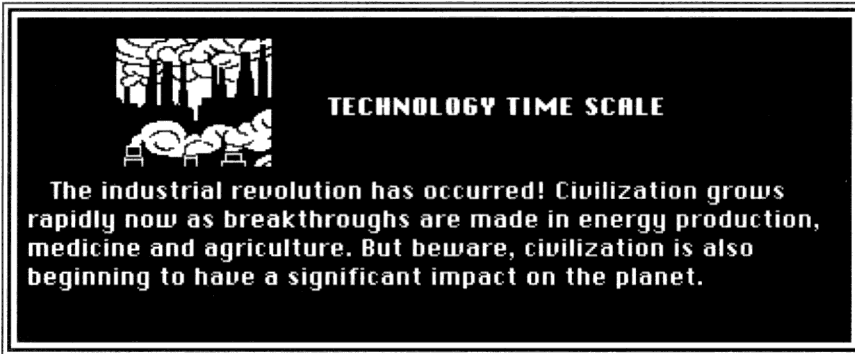 TECHNOLOGY TIME SCALE
The industrial revolution has occurred! Civilization grows
rapidly now as breakthroughs are made in energy production,
medicine and agriculture. But beware, civilization is also
beginning to have a significant impact on the planet.